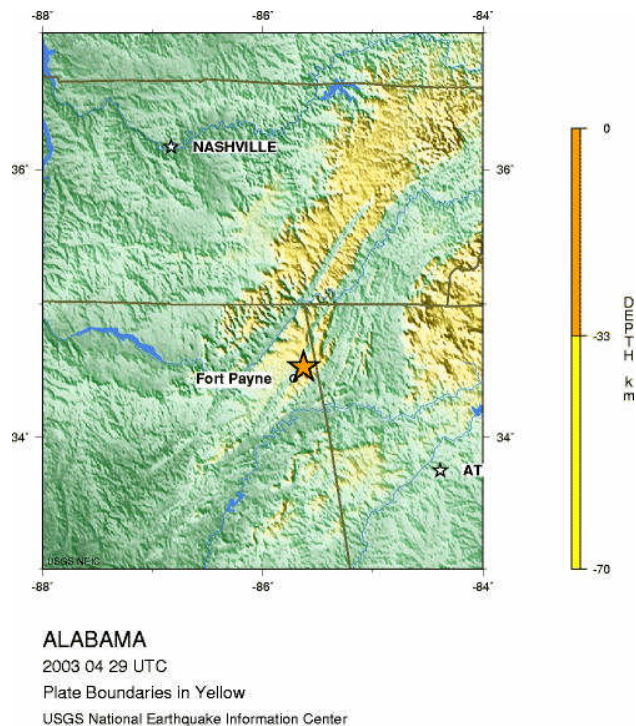 -88° -86° -84°
NASHVILLE
36° 36°
0
Fort Payne
-33
DEPTH km
34° 34°
AT
USGS NEIC
-70
-88° -86° -84°
ALABAMA
2003 04 29 UTC
Plate Boundaries in Yellow
USGS National Earthquake Information Center